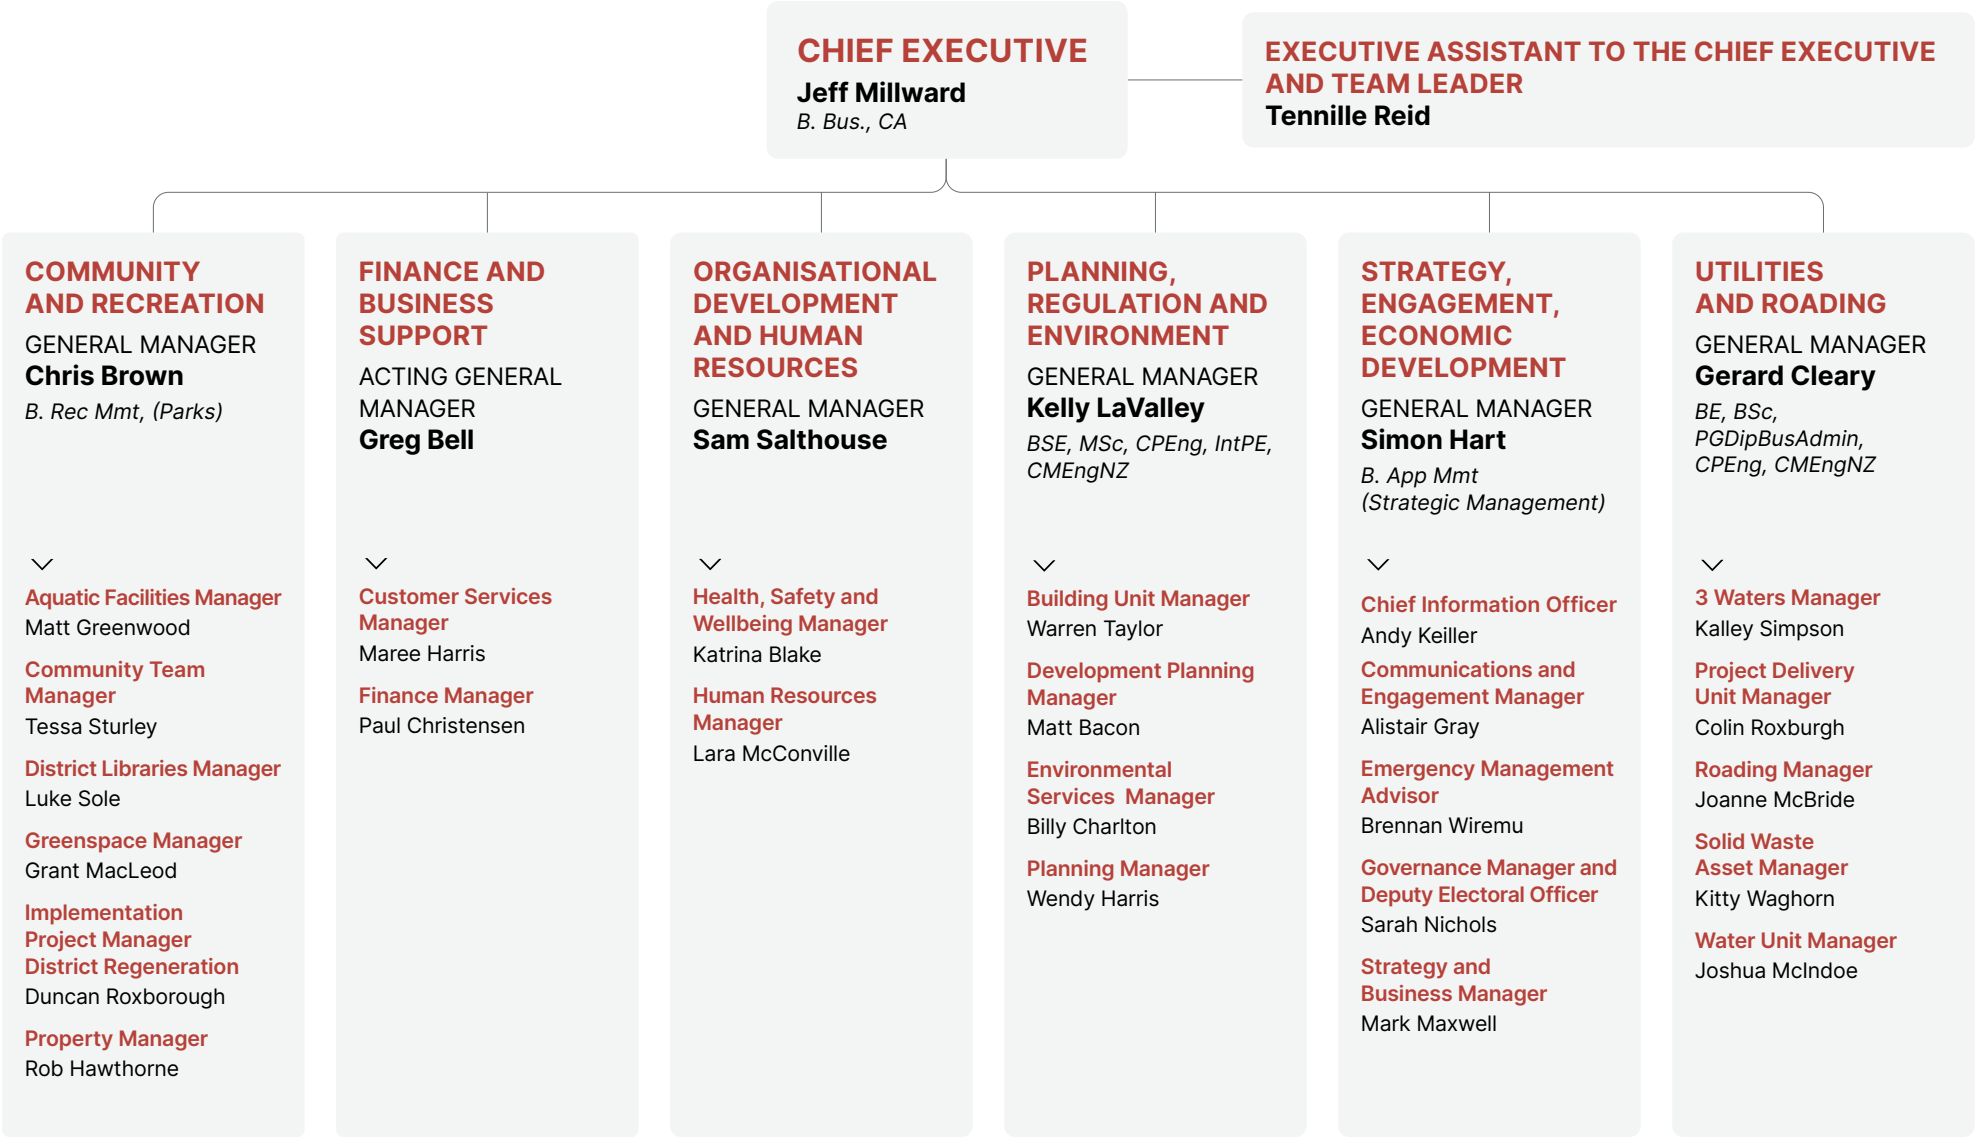 CHIEF EXECUTIVE
Jeff Millward
B. Bus., CA
EXECUTIVE ASSISTANT TO THE CHIEF EXECUTIVE
AND TEAM LEADER
Tennille Reid
COMMUNITY
AND RECREATION
GENERAL MANAGER
Chris Brown
B. Rec Mmt, (Parks)
Aquatic Facilities Manager
Matt Greenwood
Community Team
Manager
Tessa Sturley
District Libraries Manager
Luke Sole
Greenspace Manager
Grant MacLeod
Implementation
Project Manager
District Regeneration
Duncan Roxborough
Property Manager
Rob Hawthorne
FINANCE AND
BUSINESS
SUPPORT
ACTING GENERAL
MANAGER
Greg Bell
Customer Services
Manager
Maree Harris
Finance Manager
Paul Christensen
ORGANISATIONAL
DEVELOPMENT
AND HUMAN
RESOURCES
GENERAL MANAGER
Sam Salthouse
Health, Safety and
Wellbeing Manager
Katrina Blake
Human Resources
Manager
Lara McConville
PLANNING,
REGULATION AND
ENVIRONMENT
GENERAL MANAGER
Kelly LaValley
BSE, MSc, CPEng, IntPE,
CMEngNZ
Building Unit Manager
Warren Taylor
Development Planning
Manager
Matt Bacon
Environmental
Services  Manager
Billy Charlton
Planning Manager
Wendy Harris
STRATEGY,
ENGAGEMENT,
ECONOMIC
DEVELOPMENT
GENERAL MANAGER
Simon Hart
B. App Mmt
(Strategic Management)
Chief Information Officer
Andy Keiller
Communications and
Engagement Manager
Alistair Gray
Emergency Management
Advisor
Brennan Wiremu
Governance Manager and
Deputy Electoral Officer
Sarah Nichols
Strategy and
Business Manager
Mark Maxwell
UTILITIES
AND ROADING
GENERAL MANAGER
Gerard Cleary
BE, BSc,
PGDipBusAdmin,
CPEng, CMEngNZ
3 Waters Manager
Kalley Simpson
Project Delivery
Unit Manager
Colin Roxburgh
Roading Manager
Joanne McBride
Solid Waste
Asset Manager
Kitty Waghorn
Water Unit Manager
Joshua McIndoe